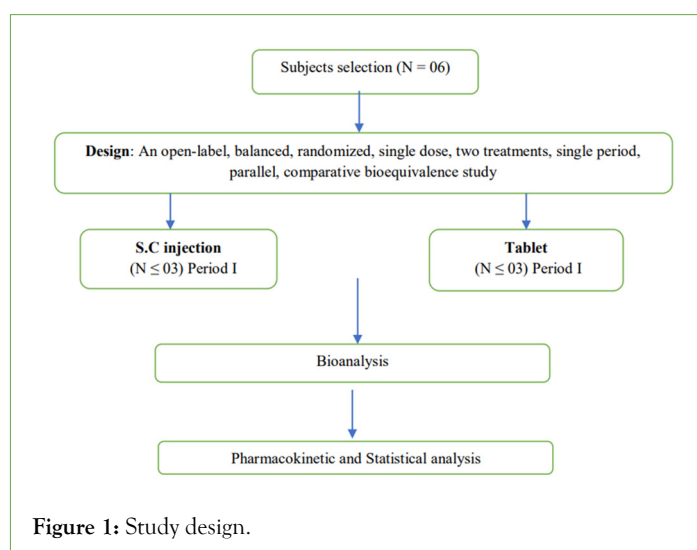 Subjects selection (N = 06)
Design: An open-label, balanced, randomized, single dose, two treatments, single period,
parallel, comparative bioequivalence study
S.C injection
(N ≤ 03) Period I
Tablet
(N ≤ 03) Period I
Bioanalysis
Pharmacokinetic and Statistical analysis
Figure 1: Study design.